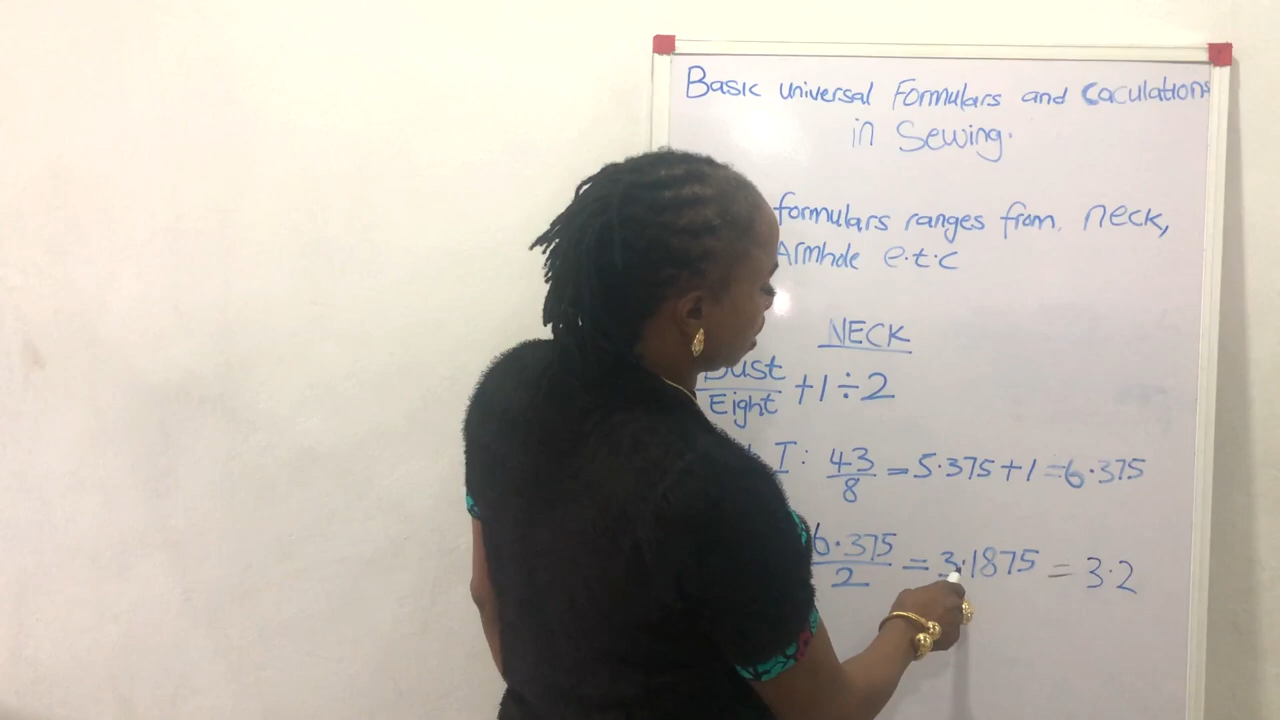 Basic universal Formulars and Caculations
in Sewing.
formulars ranges from. neck,
Armhole e.t.c
NECK
Bust
Eight +1÷2
I: 43/8 = 5.375 + 1 = 6.375
6.375/2 = 3.1875 = 3.2